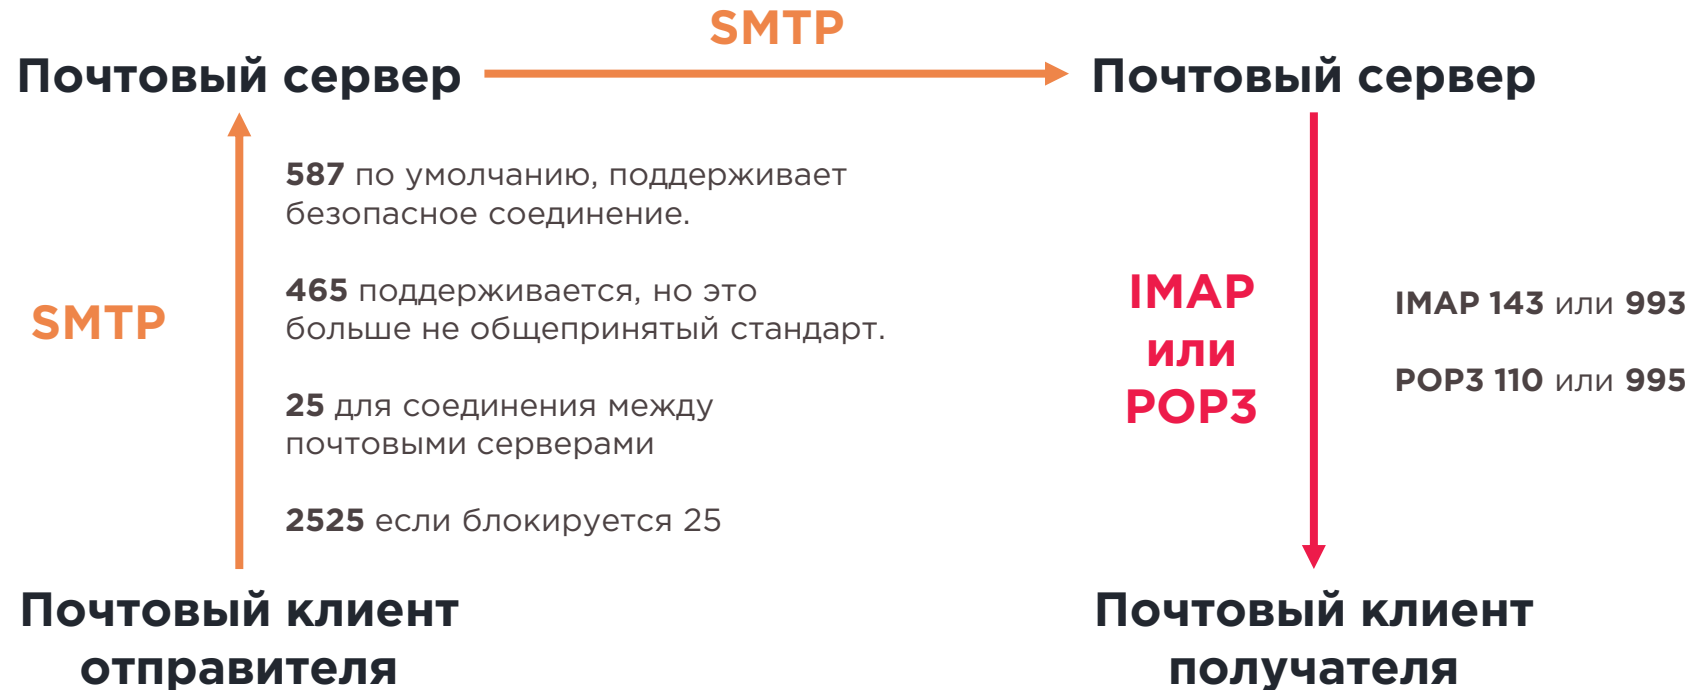 SMTP
Почтовый сервер
Почтовый сервер
587 по умолчанию, поддерживает
безопасное соединение.
465 поддерживается, но это
больше не общепринятый стандарт.
25 для соединения между
почтовыми серверами
2525 если блокируется 25
SMTP
IMAP
или
POP3
IMAP 143 или 993
POP3 110 или 995
Почтовый клиент
отправителя
Почтовый клиент
получателя